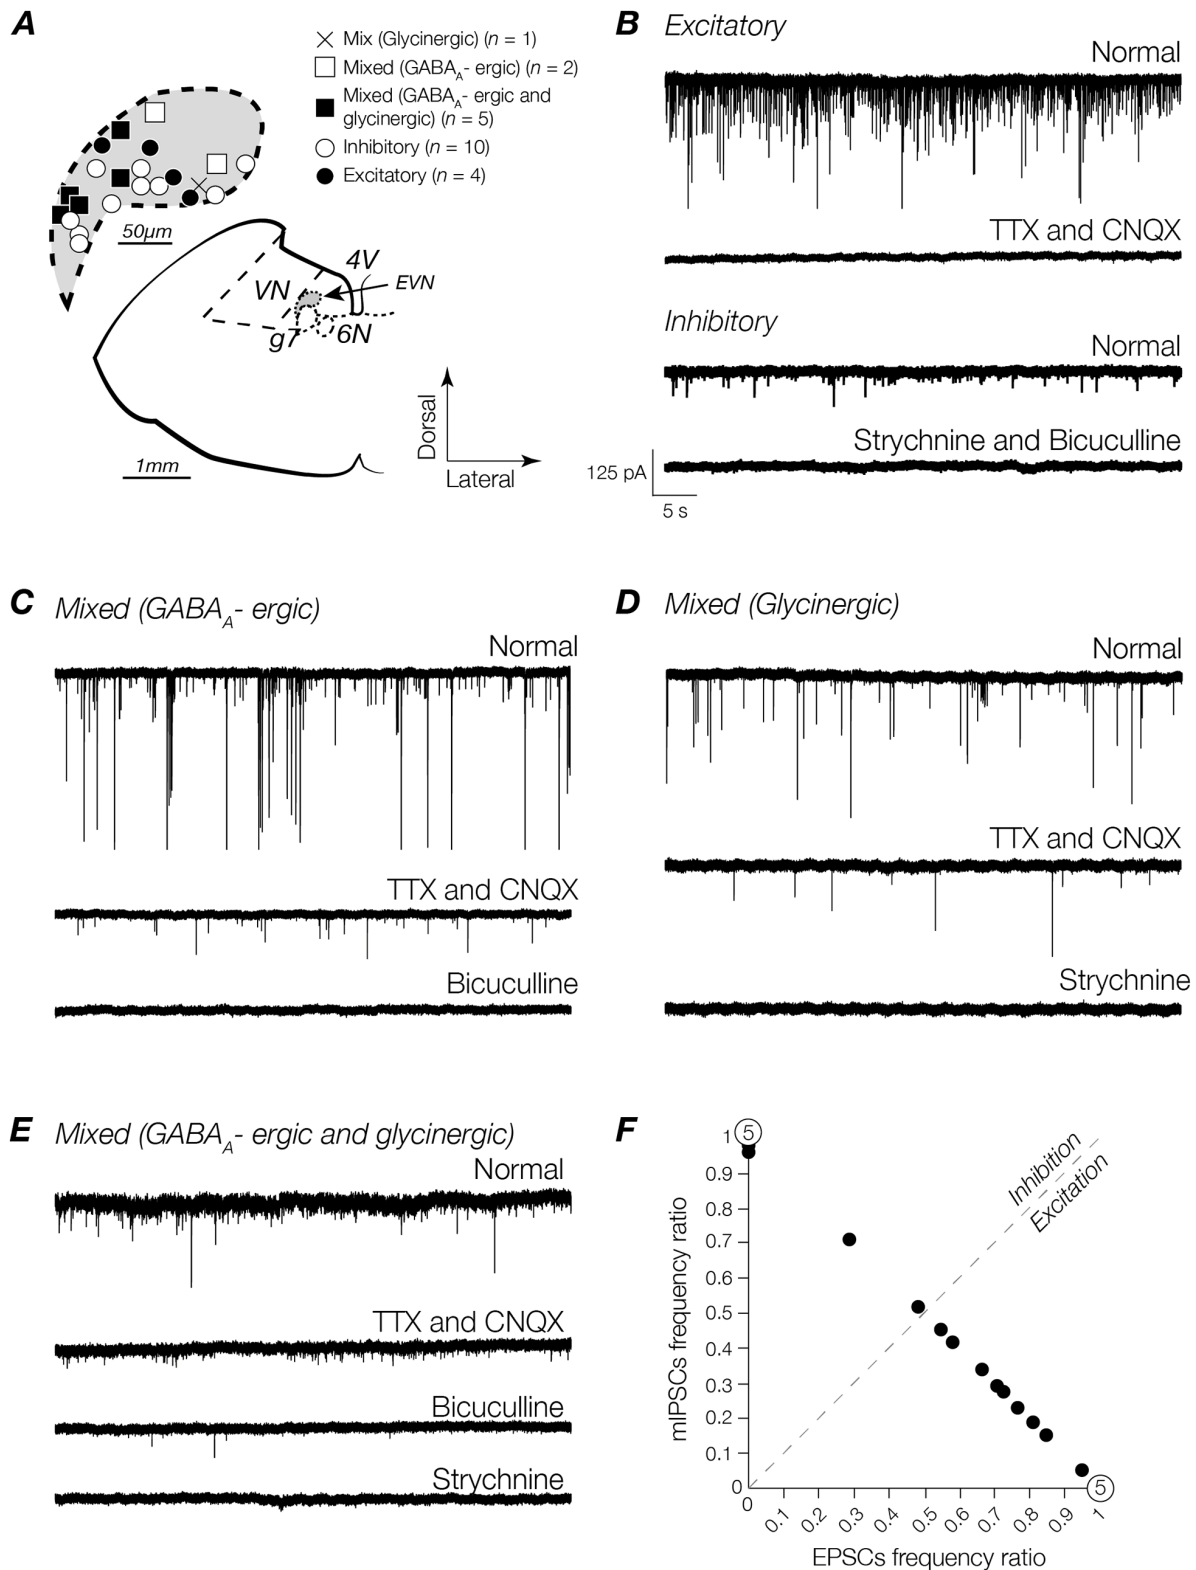 A
Mix (Glycinergic) (n = 1)
Mixed (GABAA- ergic) (n = 2)
Mixed (GABAA- ergic and
glycinergic) (n = 5)
Inhibitory (n = 10)
Excitatory (n = 4)
50µm
4V
VN
EVN
g7
6N
Dorsal
Lateral
1mm
B Excitatory
Normal
TTX and CNQX
Inhibitory
Normal
Strychnine and Bicuculline
125 pA
5 s
C Mixed (GABAA- ergic)
Normal
TTX and CNQX
Bicuculline
D Mixed (Glycinergic)
Normal
TTX and CNQX
Strychnine
E Mixed (GABAA- ergic and glycinergic)
Normal
TTX and CNQX
Bicuculline
Strychnine
F
5
1
0.9
0.8
0.7
0.6
0.5
0.4
0.3
0.2
0.1
0
mIPSCs frequency ratio
Inhibition
Excitation
5
0
0.1
0.2
0.3
0.4
0.5
0.6
0.7
0.8
0.9
1
EPSCs frequency ratio